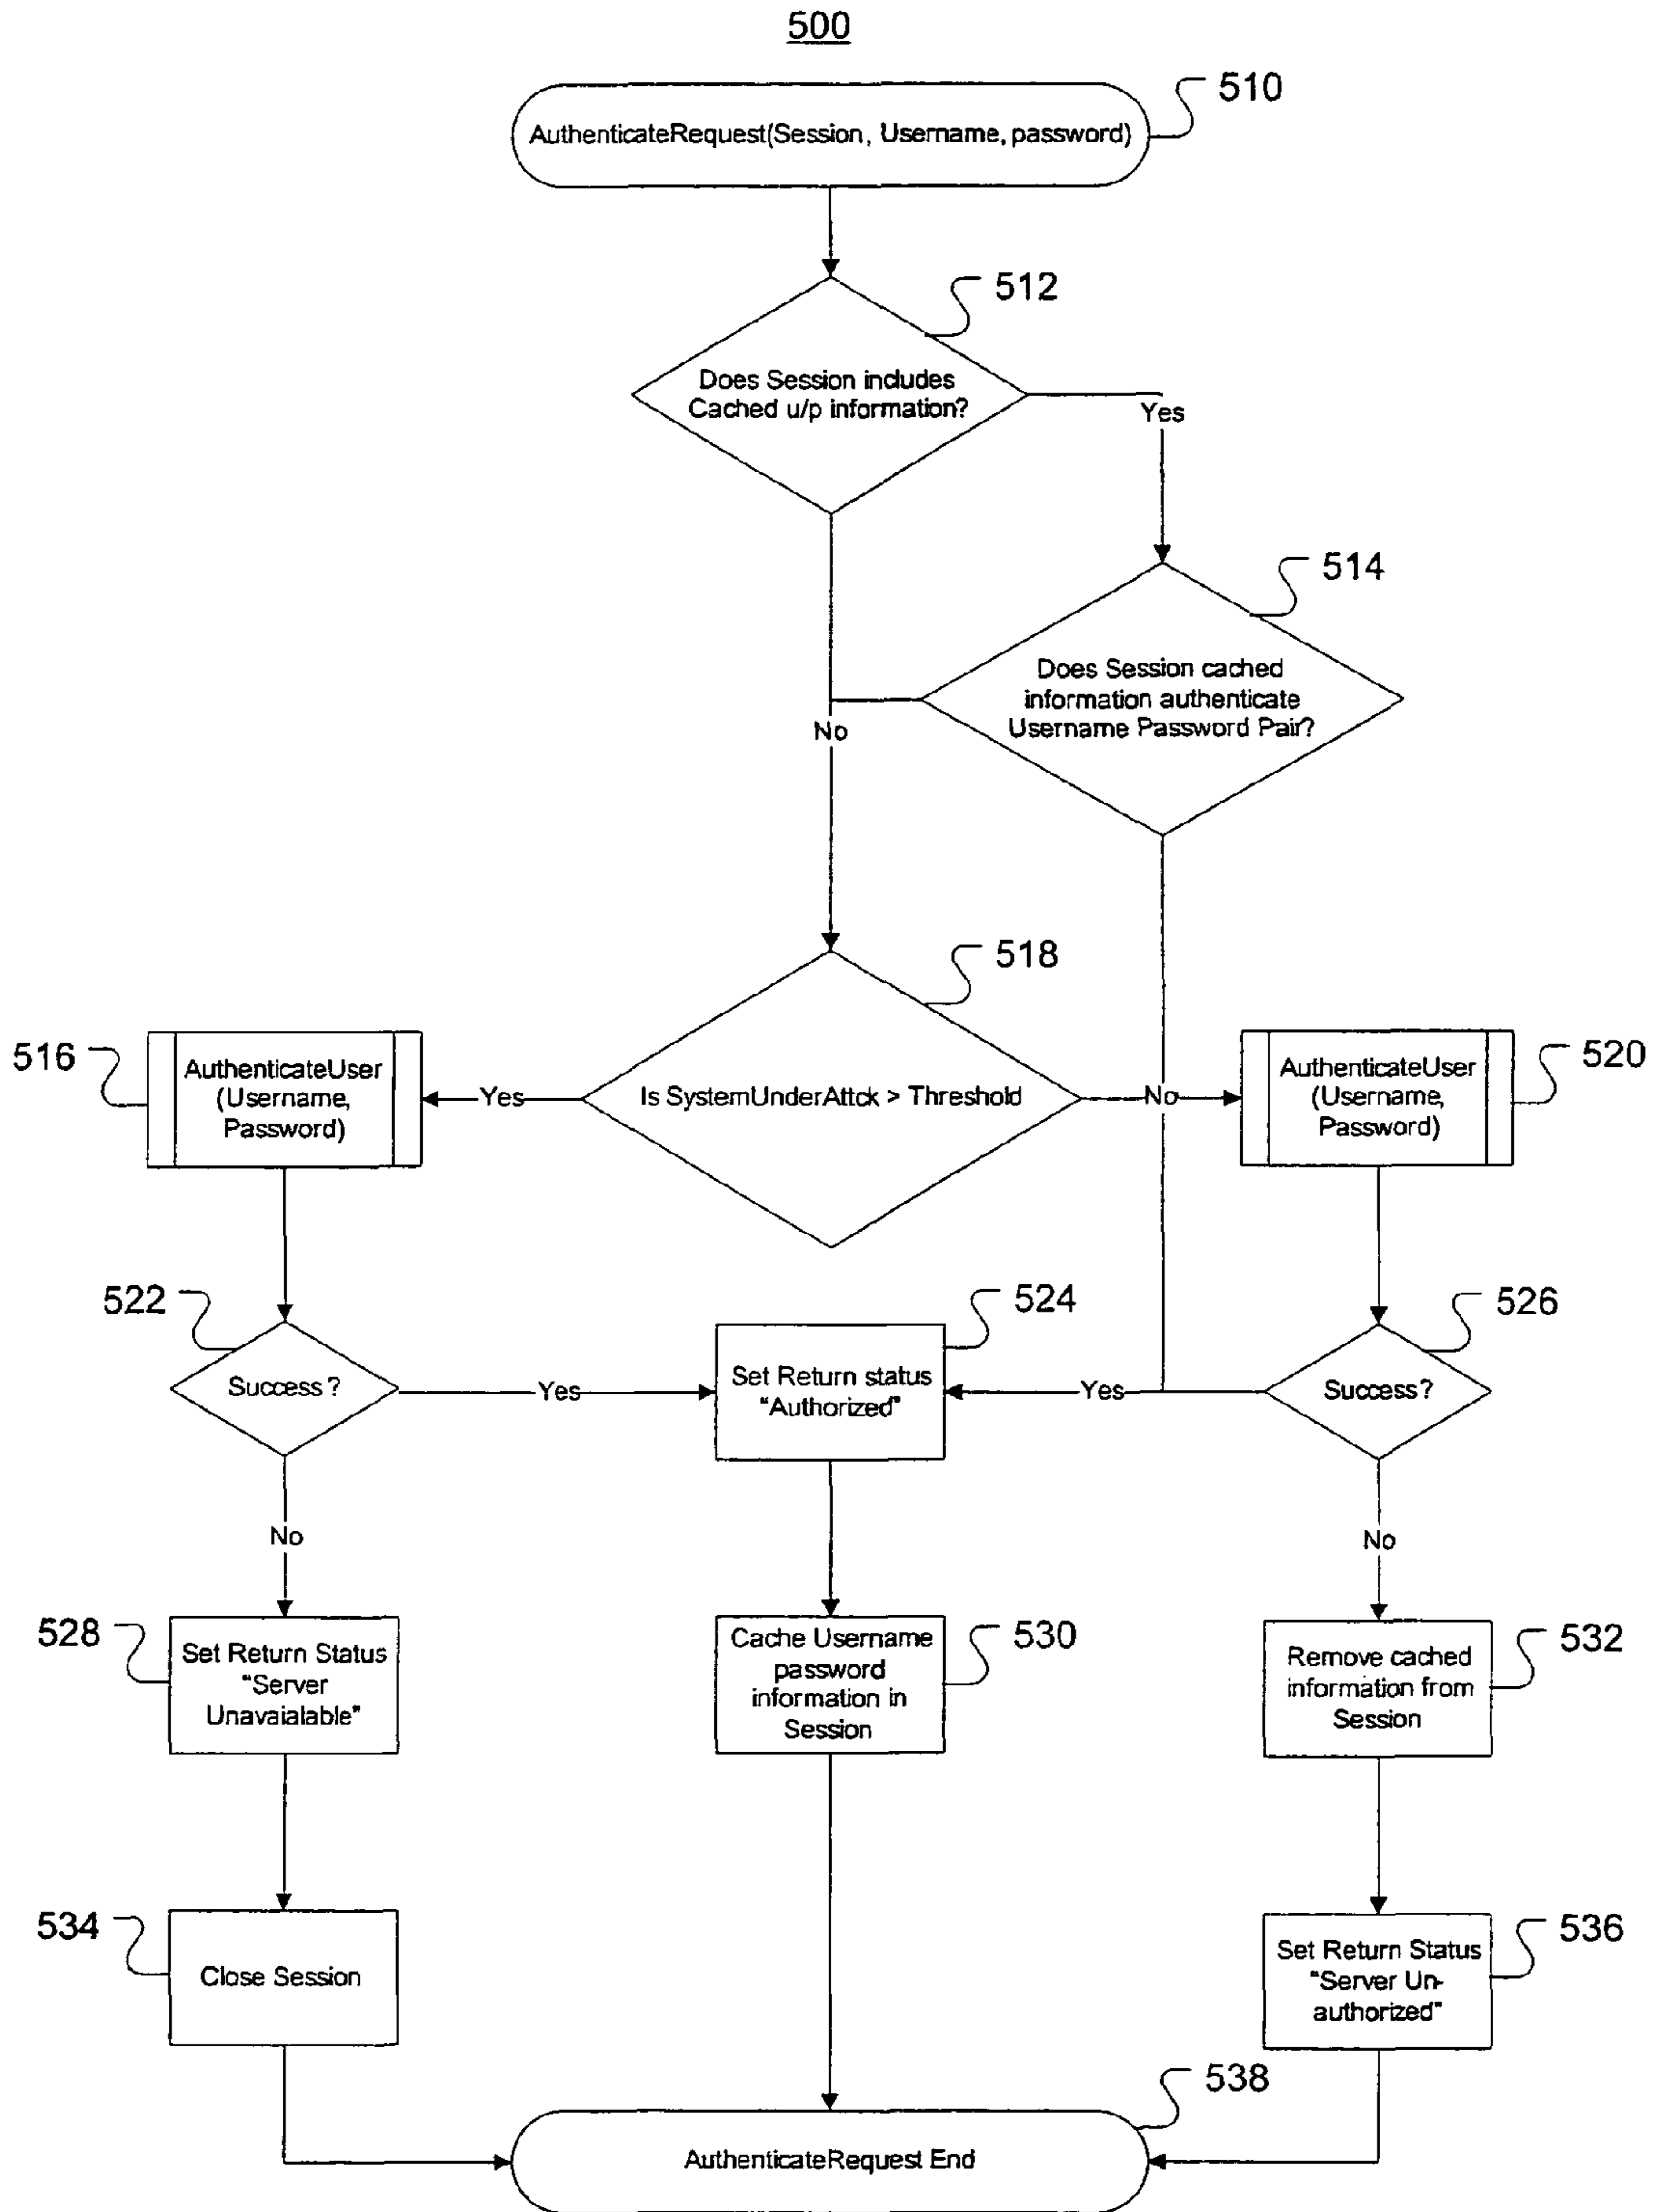 500
510
AuthenticateRequest(Session, Username, password)
512
Does Session includes
Cached u/p information?
Yes
514
Does Session cached
information authenticate
Username Password Pair?
No
518
516
AuthenticateUser
(Username,
Password)
Yes
Is SystemUnderAttck > Threshold
No
AuthenticateUser
(Username,
Password)
520
522
Success?
Yes
524
Set Return status
"Authorized"
Yes
526
Success?
No
No
528
Set Return Status
"Server
Unavaialable"
Cache Username
password
information in
Session
530
Remove cached
information from
Session
532
534
Close Session
Set Return Status
"Server Un-
authorized"
536
538
AuthenticateRequest End